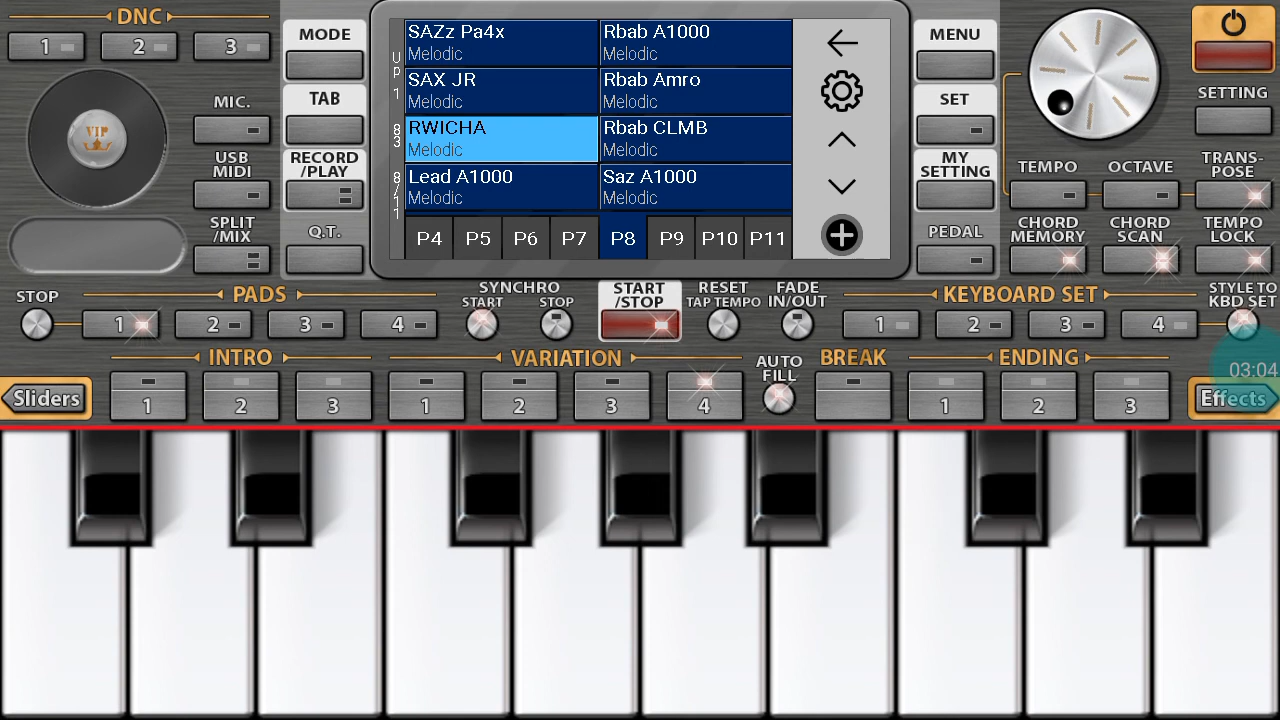 DNC
1 2 3
VIP
MIC.
USB
MIDI
SPLIT
/MIX
MODE
TAB
RECORD
/PLAY
Q.T.
Up 1
83
8/11
SAZz Pa4x
Melodic
Rbab A1000
Melodic
SAX JR
Melodic
Rbab Amro
Melodic
RWICHA
Melodic
Rbab CLMB
Melodic
Lead A1000
Melodic
Saz A1000
Melodic
P4 P5 P6 P7 P8 P9 P10 P11
MENU
SET
MY
SETTING
PEDAL
SETTING
TEMPO OCTAVE TRANS-
POSE
CHORD
MEMORY
CHORD
SCAN
TEMPO
LOCK
STOP
PADS
1 2 3 4
SYNCHRO
START STOP
START
/STOP
RESET
TAP TEMPO
FADE
IN/OUT
KEYBOARD SET
1 2 3 4
STYLE TO
KBD SET
Sliders
INTRO
1 2 3
VARIATION
1 2 3 4
AUTO
FILL
BREAK
ENDING
1 2 3
03:04
Effects